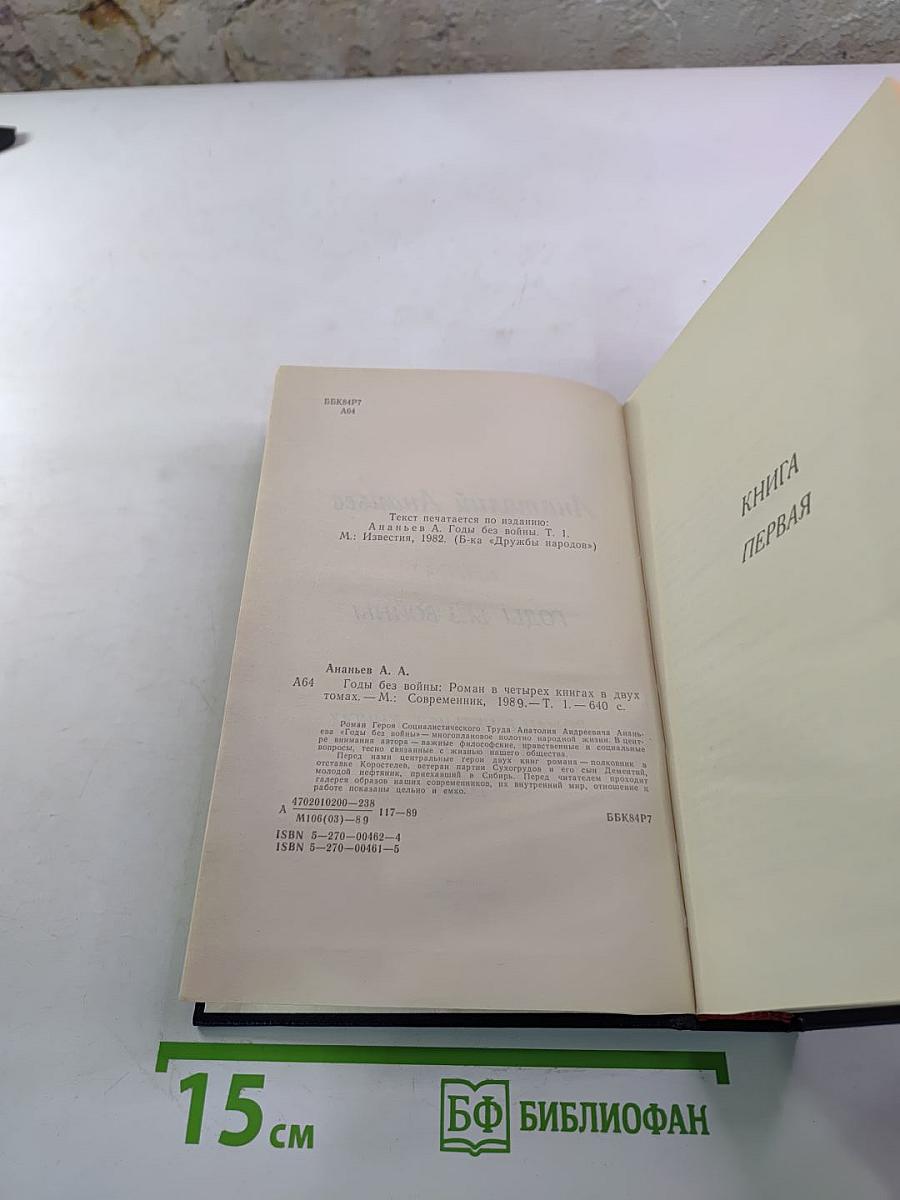 ББК84Р7
А64
Текст печатается по изданию:
Ананьев А. Годы без войны. Т. 1.
М.: Известия, 1982. (Б-ка «Дружбы народов»)
Ананьев А. А.
А64 Годы без войны: Роман в четырех книгах в двух
томах. — М.: Современник, 1989. — Т. 1. — 640 с.
Роман Героя Социалистического Труда Анатолия Андреевича Анань-
ева «Годы без войны» — многоплановое полотно народной жизни. В цент-
ре внимания автора — важные философские, нравственные и социальные
вопросы, тесно связанные с жизнью нашего общества.
Перед нами центральные герои двух книг романа — полковник в
отставке Коростелев, ветеран партии Сухогрудов и его сын Дементий,
молодой нефтяник, приехавший в Сибирь. Перед читателем проходит
галерея образов наших современников, их внутренний мир, отношение к
работе показаны цельно и емко.
А 4702010200—238 117—89
М106(03)—89
ББК84Р7
ISBN 5—270—00462—4
ISBN 5—270—00461—5
КНИГА
ПЕРВАЯ
15 см
БФ БИБЛИОФАН